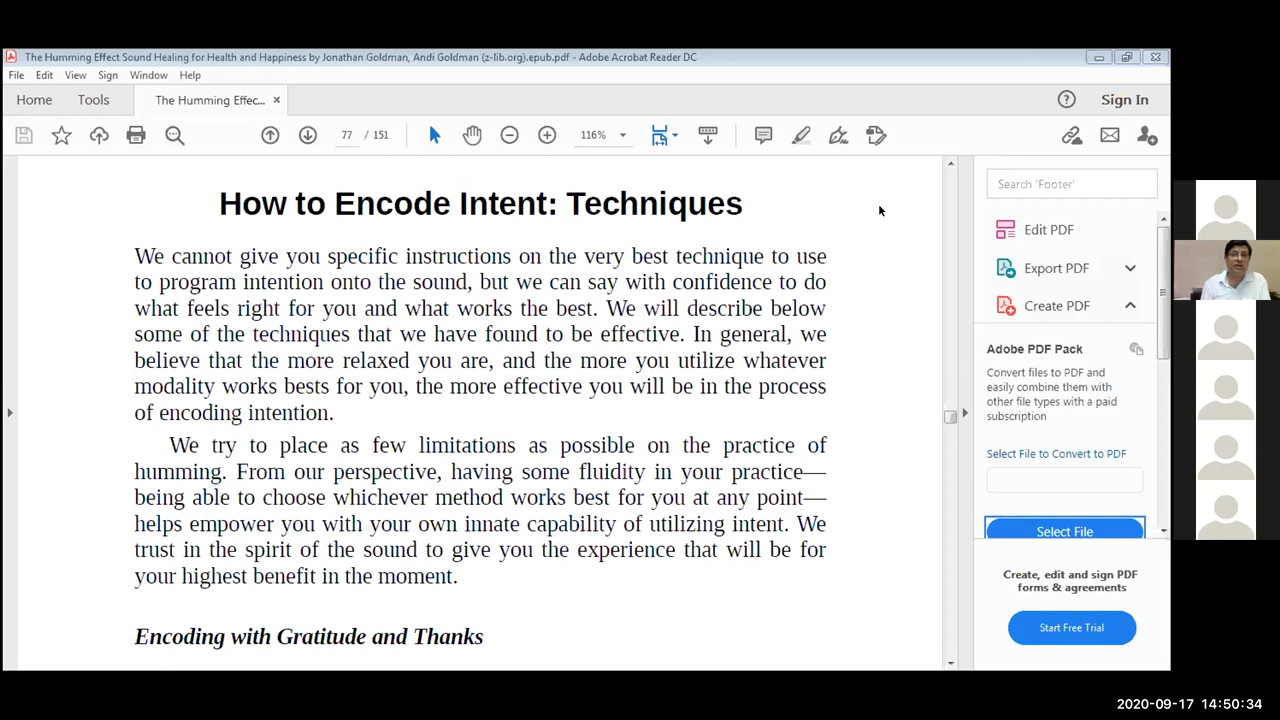 The Humming Effect Sound Healing for Health and Happiness by Jonathan Goldman, Andi Goldman (z-lib.org).epub.pdf - Adobe Acrobat Reader DC
File Edit View Sign Window Help
Home Tools The Humming Effec... × Sign In
77 / 151 116%
How to Encode Intent: Techniques
We cannot give you specific instructions on the very best technique to use
to program intention onto the sound, but we can say with confidence to do
what feels right for you and what works the best. We will describe below
some of the techniques that we have found to be effective. In general, we
believe that the more relaxed you are, and the more you utilize whatever
modality works bests for you, the more effective you will be in the process
of encoding intention.
We try to place as few limitations as possible on the practice of
humming. From our perspective, having some fluidity in your practice—
being able to choose whichever method works best for you at any point—
helps empower you with your own innate capability of utilizing intent. We
trust in the spirit of the sound to give you the experience that will be for
your highest benefit in the moment.
Encoding with Gratitude and Thanks
Search 'Footer'
Edit PDF
Export PDF
Create PDF
Adobe PDF Pack
Convert files to PDF and
easily combine them with
other file types with a paid
subscription
Select File to Convert to PDF
Select File
Create, edit and sign PDF
forms & agreements
Start Free Trial
2020-09-17 14:50:34